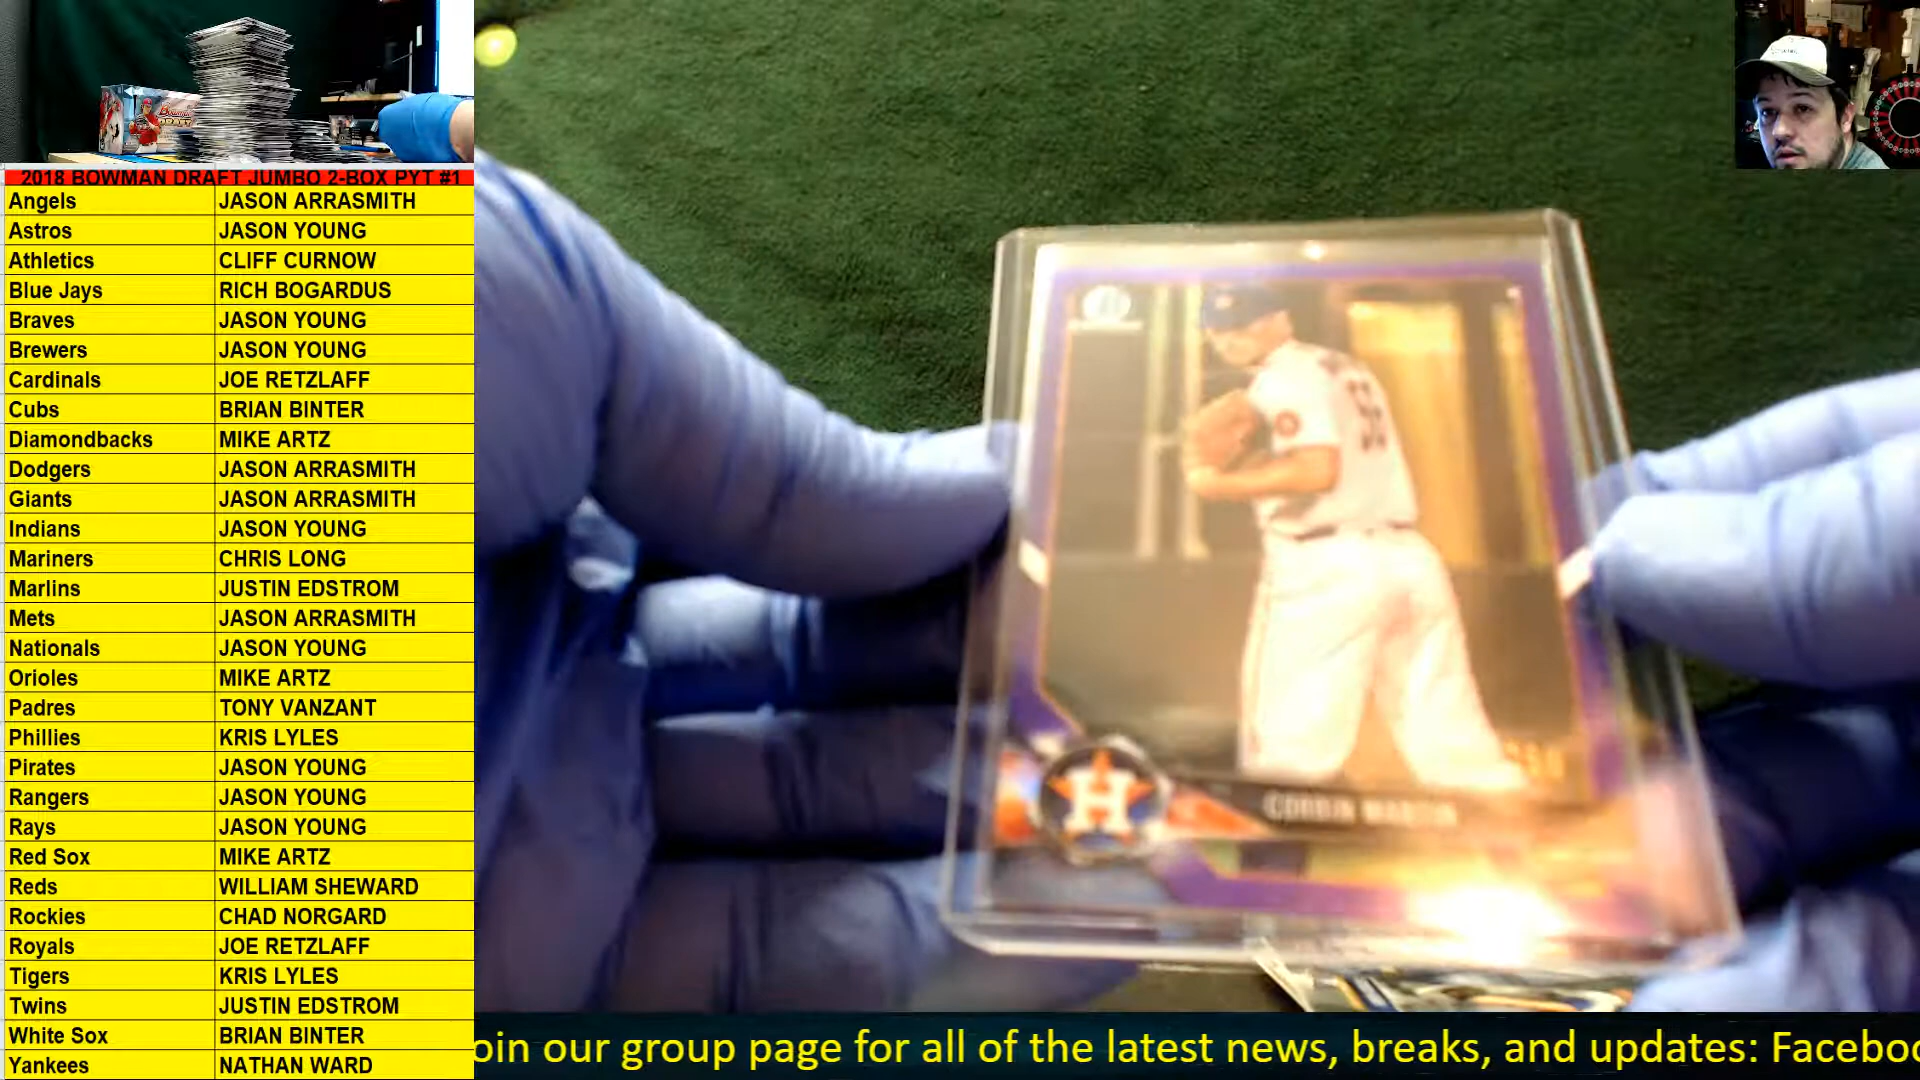 2018 BOWMAN DRAFT JUMBO 2-BOX PYT #1
Angels JASON ARRASMITH
Astros JASON YOUNG
Athletics CLIFF CURNOW
Blue Jays RICH BOGARDUS
Braves JASON YOUNG
Brewers JASON YOUNG
Cardinals JOE RETZLAFF
Cubs BRIAN BINTER
Diamondbacks MIKE ARTZ
Dodgers JASON ARRASMITH
Giants JASON ARRASMITH
Indians JASON YOUNG
Mariners CHRIS LONG
Marlins JUSTIN EDSTROM
Mets JASON ARRASMITH
Nationals JASON YOUNG
Orioles MIKE ARTZ
Padres TONY VANZANT
Phillies KRIS LYLES
Pirates JASON YOUNG
Rangers JASON YOUNG
Rays JASON YOUNG
Red Sox MIKE ARTZ
Reds WILLIAM SHEWARD
Rockies CHAD NORGARD
Royals JOE RETZLAFF
Tigers KRIS LYLES
Twins JUSTIN EDSTROM
White Sox BRIAN BINTER
Yankees NATHAN WARD
Bowman
DRAFT
H
CORBIN MARTIN
oin our group page for all of the latest news, breaks, and updates: Faceboo